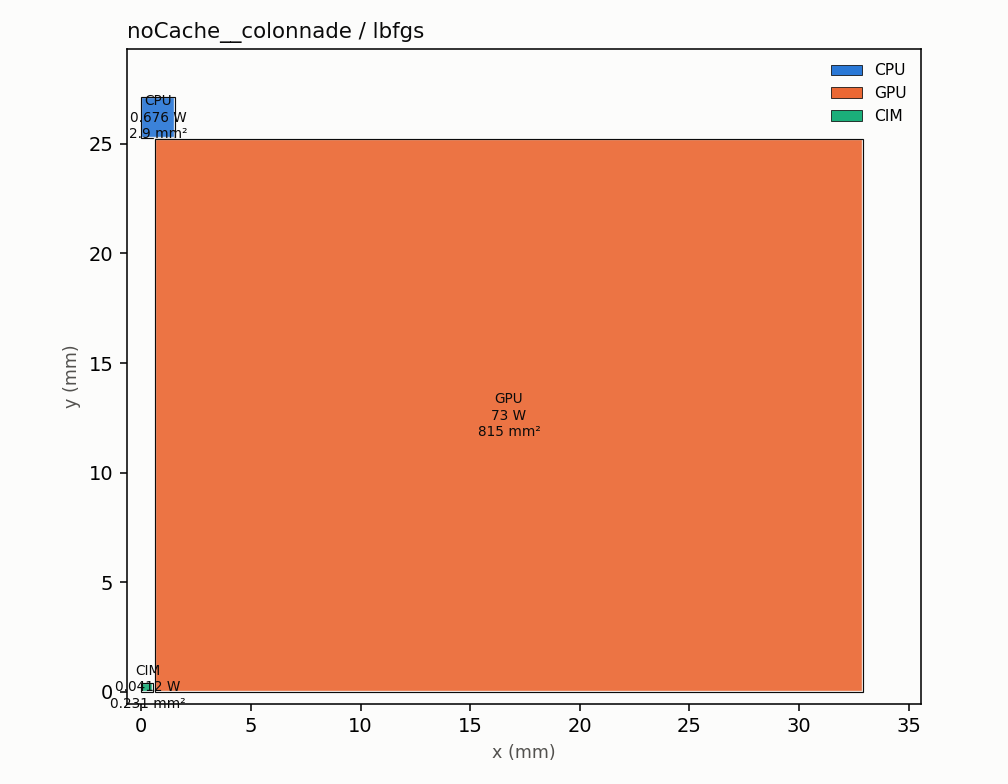 noCache__colonnade / lbfgs
CPU
GPU
CIM
CPU
0.676 W
2.9 mm²
GPU
73 W
815 mm²
CIM
0.0412 W
0.231 mm²
25
20
15
10
5
0
y (mm)
0 5 10 15 20 25 30 35
x (mm)